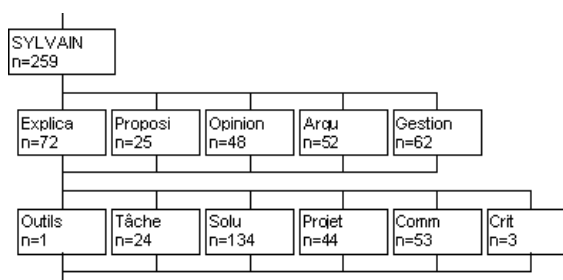 SYLVAIN
n=259
Explica Proposi Opinion Argu Gestion
n=72 n=25 n=48 n=52 n=62
Outils Tâche Solu Projet Comm Crit
n=1 n=24 n=134 n=44 n=53 n=3